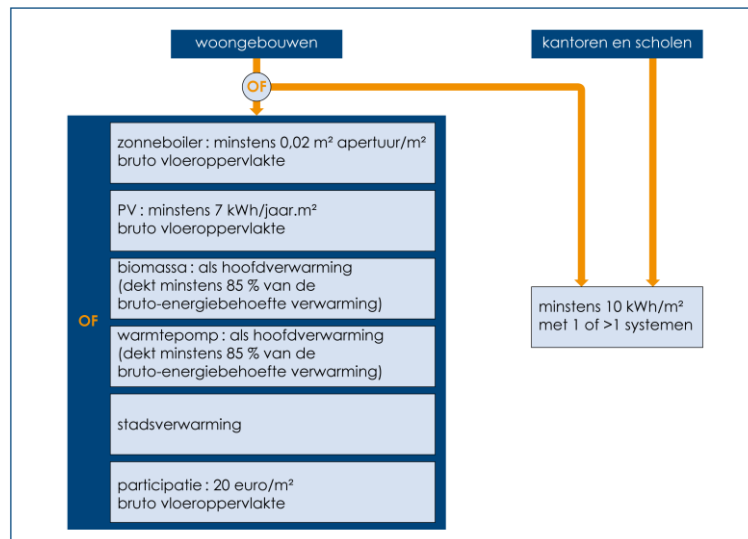 woongebouwen
kantoren en scholen
OF
zonneboiler : minstens 0,02 m² apertuur/m²
bruto vloeroppervlakte
PV : minstens 7 kWh/jaar.m²
bruto vloeroppervlakte
biomassa : als hoofdverwarming
(dekt minstens 85 % van de
bruto-energiebehoefte verwarming)
OF
warmtepomp : als hoofdverwarming
(dekt minstens 85 % van de
bruto-energiebehoefte verwarming)
stadsverwarming
participatie : 20 euro/m²
bruto vloeroppervlakte
minstens 10 kWh/m²
met 1 of >1 systemen